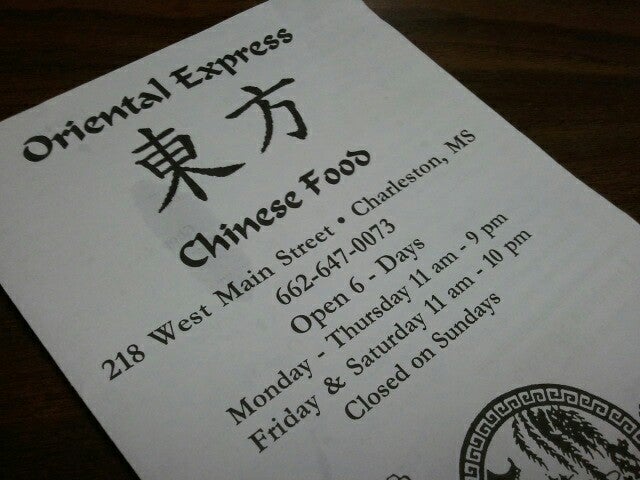 Oriental Express
東方
Chinese Food
218 West Main Street • Charleston, MS
662-647-0073
Open 6 - Days
Monday - Thursday 11 am - 9 pm
Friday & Saturday 11 am - 10 pm
Closed on Sundays